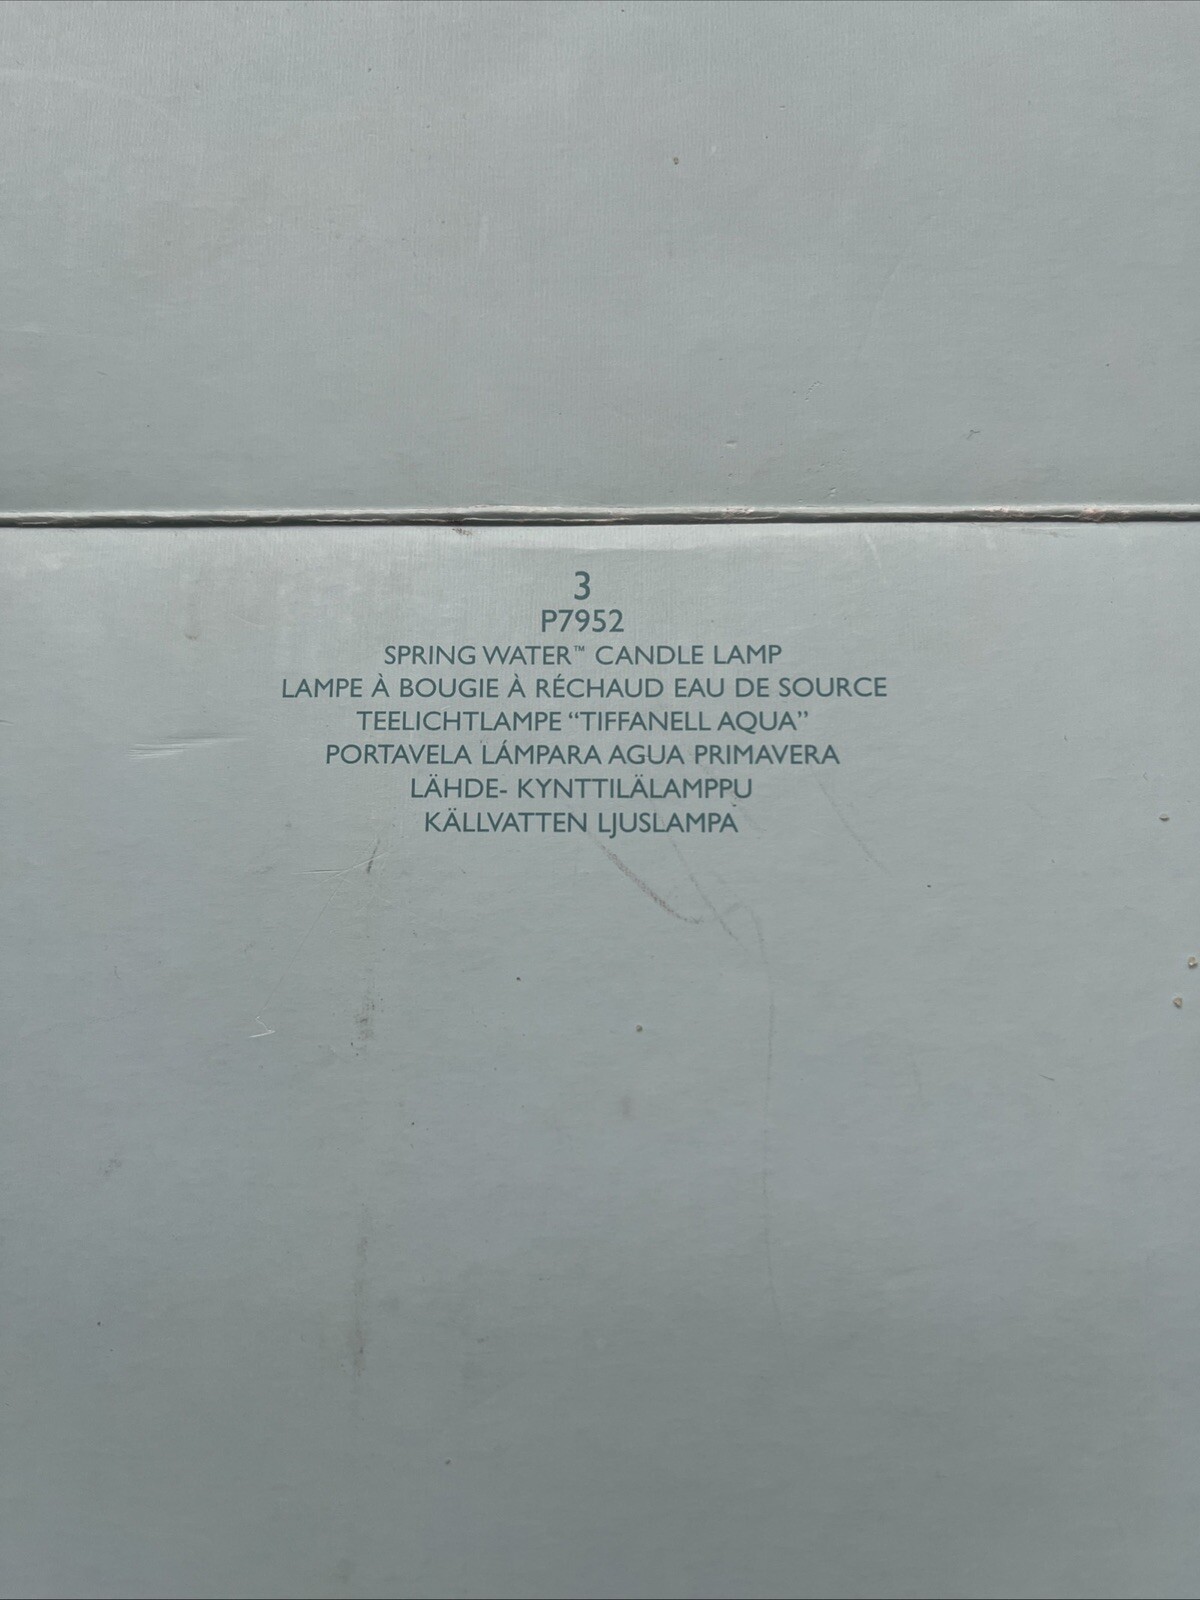 3
P7952
SPRING WATER™ CANDLE LAMP
LAMPE À BOUGIE À RÉCHAUD EAU DE SOURCE
TEELICHTLAMPE “TIFFANELL AQUA”
PORTAVELA LÁMPARA AGUA PRIMAVERA
LÄHDE- KYNTTILÄLAMPPU
KÄLLVATTEN LJUSLAMPA